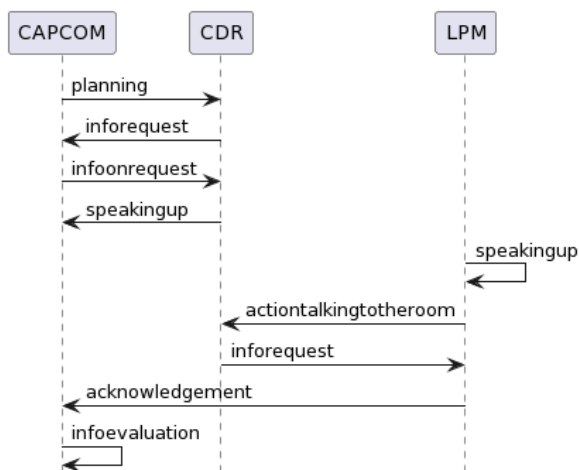 CAPCOM CDR LPM
planning
inforequest
infoonrequest
speakingup
speakingup
actiontalkingtotheroom
inforequest
acknowledgement
infoevaluation